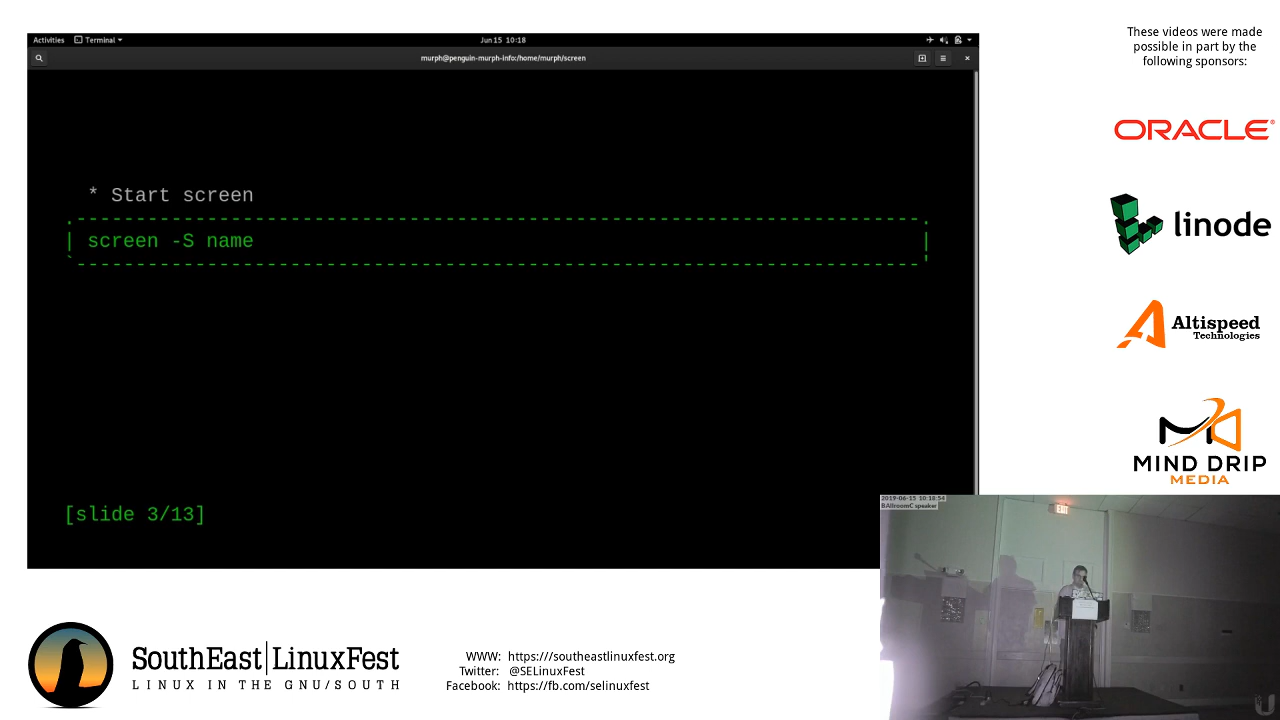 Activities
Terminal
Jun 15 10:18
murph@penguin-murph-info:/home/murph/screen
* Start screen
screen -S name
[slide 3/13]
These videos were made
possible in part by the
following sponsors:
ORACLE®
linode
Altispeed
Technologies
MIND DRIP
MEDIA
2019-06-15 10:18:54
BAllroomC speaker
EXIT
SouthEast|LinuxFest
LINUX IN THE GNU/SOUTH
WWW: https:///southeastlinuxfest.org
Twitter: @SELinuxFest
Facebook: https://fb.com/selinuxfest